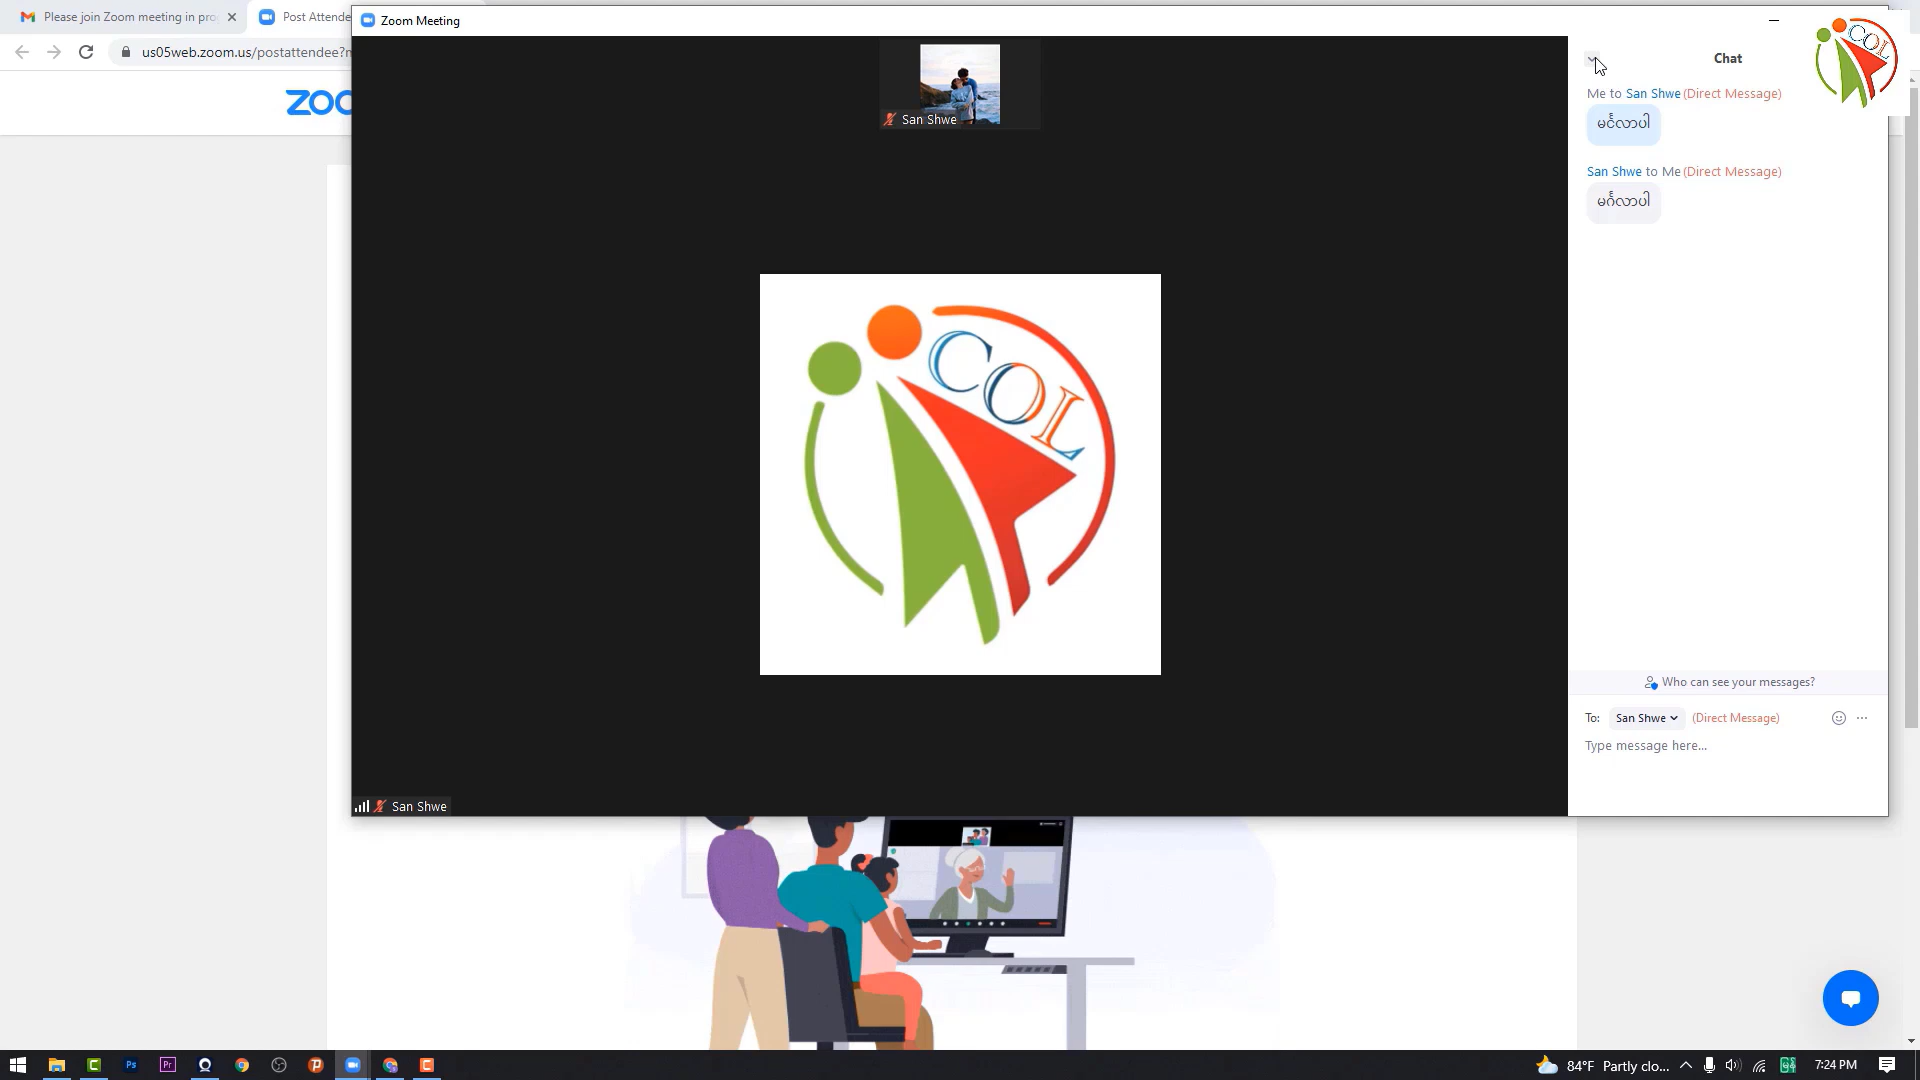 Please join Zoom meeting in pro
Post Attende
Zoom Meeting
us05web.zoom.us/postattendee?m
zoo
San Shwe
COL
San Shwe
Chat
COL
Me to San Shwe (Direct Message)
မင်္လာပါ
San Shwe to Me (Direct Message)
မင်္ဂလာပါ
Who can see your messages?
To: San Shwe (Direct Message)
Type message here...
Ps
Pr
84°F Partly clo...
7:24 PM